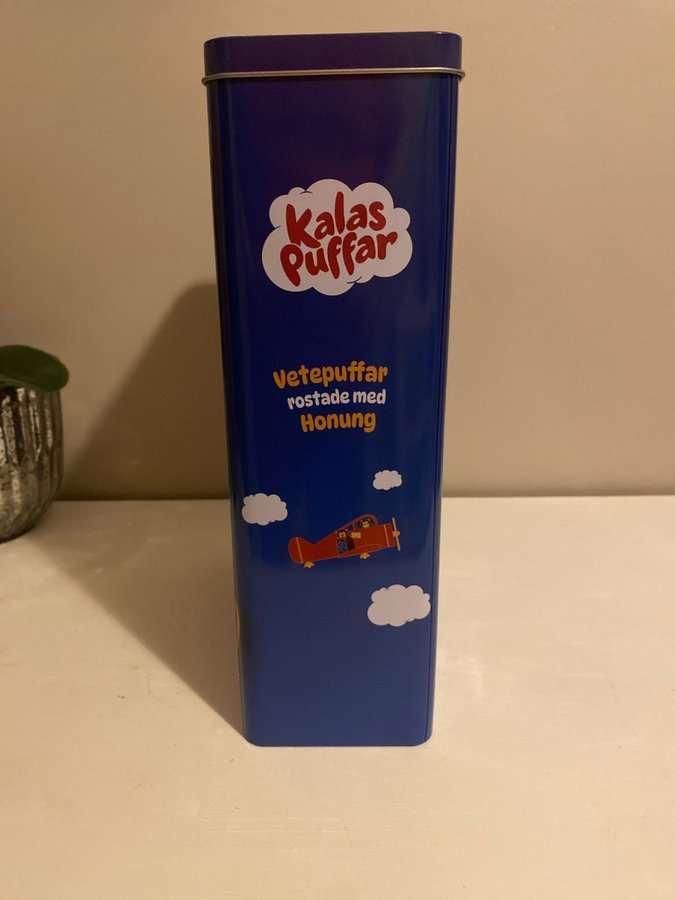 Kalas
Puffar
Vetepuffar
rostade med
Honung